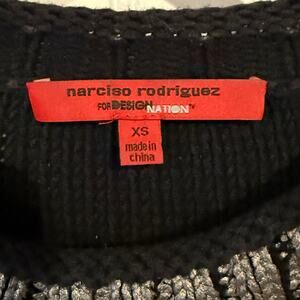 narciso rodriguez
FOR DESIGN NATION™
XS
made in
china